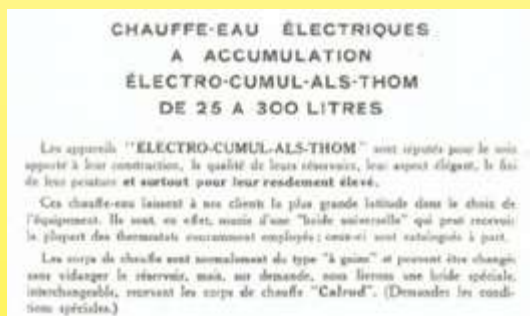 CHAUFFE-EAU ÉLECTRIQUES
A ACCUMULATION
ÉLECTRO-CUMUL-ALS-THOM
DE 25 A 300 LITRES
Les appareils "ÉLECTRO-CUMUL-ALS-THOM" sont réputés pour le soin
apporté à leur construction, la qualité de leurs réservoirs, leur aspect élégant, le fini
de leur peinture et surtout pour leur rendement élevé.
Ces chauffe-eau laissent à nos clients la plus grande latitude dans le choix de
l'équipement. Ils sont, en effet, munis d'une "bride universelle" qui peut recevoir
la plupart des thermostats couramment employés ; ceux-ci sont catalogués à part.
Les corps de chauffe sont normalement du type "à gaine" et peuvent être changés
sans vidanger le réservoir, mais, sur demande, nous livrons une bride spéciale,
interchangeable, recevant les corps de chauffe "Calrod". (Demandez les condi-
tions spéciales.)